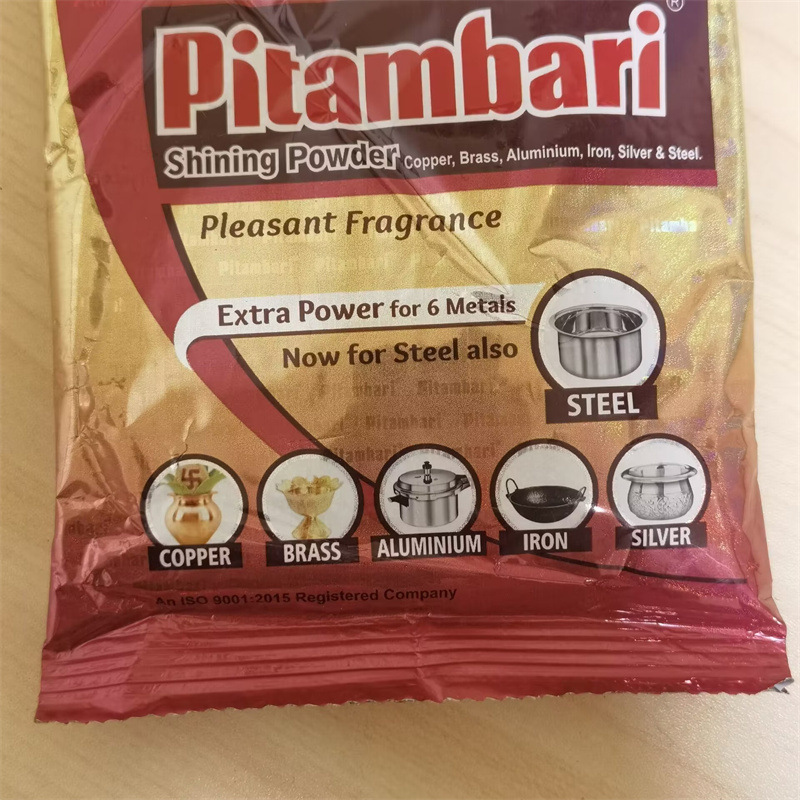 Pitambari ®
Shining Powder Copper, Brass, Aluminium, Iron, Silver & Steel.
Pleasant Fragrance
Extra Power for 6 Metals
Now for Steel also
STEEL
COPPER BRASS ALUMINIUM IRON SILVER
An ISO 9001:2015 Registered Company